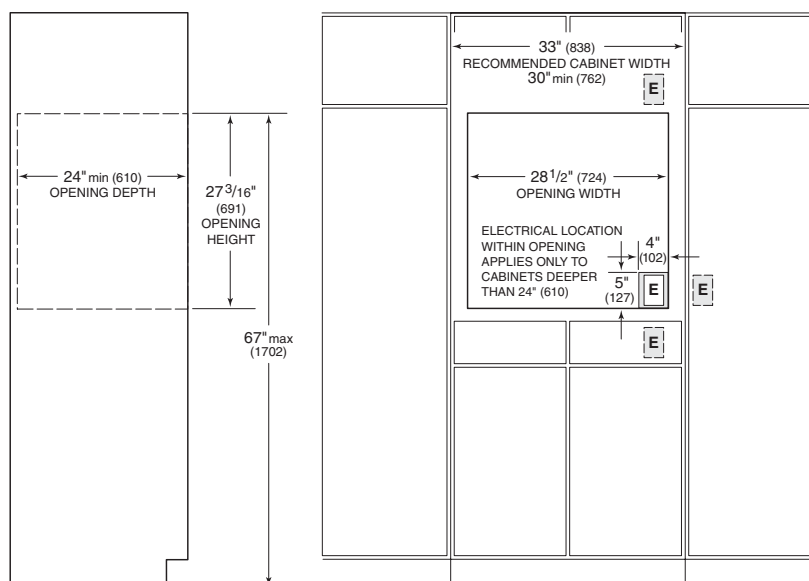 24" min (610)
OPENING DEPTH
27 3/16"
(691)
OPENING
HEIGHT
67" max
(1702)
33" (838)
RECOMMENDED CABINET WIDTH
30" min (762)
E
28 1/2" (724)
OPENING WIDTH
ELECTRICAL LOCATION
WITHIN OPENING
APPLIES ONLY TO
CABINETS DEEPER
THAN 24" (610)
4"
(102)
5"
(127)
E
E
E